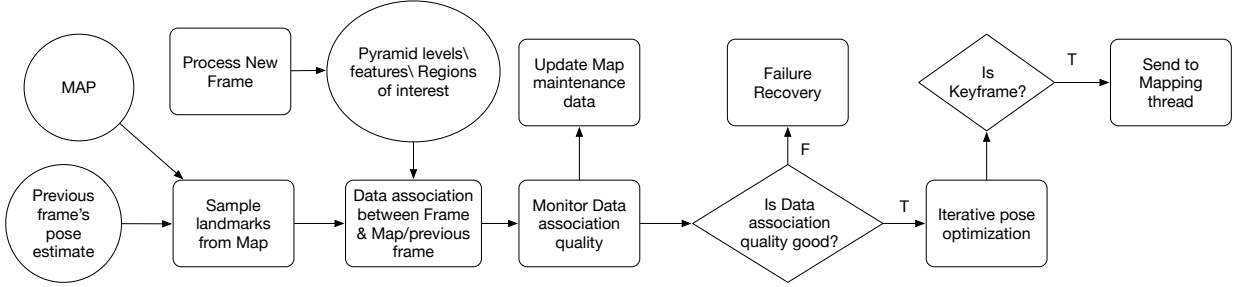 MAP
Process New
Frame
Pyramid levels\
features\ Regions
of interest
Update Map
maintenance
data
Failure
Recovery
Is
Keyframe?
T
Send to
Mapping
thread
F
Previous
frame's
pose
estimate
Sample
landmarks
from Map
Data association
between Frame
& Map/previous
frame
Monitor Data
association
quality
Is Data
association
quality good?
T
Iterative pose
optimization